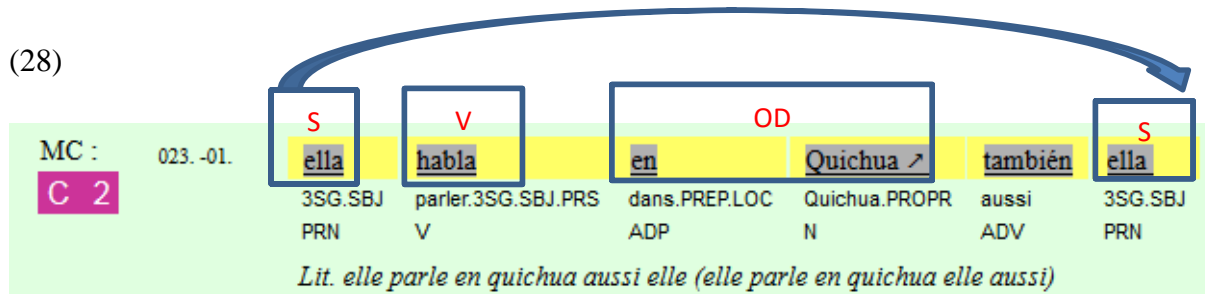 (28)
S V OD S
MC : 023. -01. ella habla en Quichua ↗ también ella
C 2 3SG.SBJ parler.3SG.SBJ.PRS dans.PREP.LOC Quichua.PROPR aussi 3SG.SBJ
PRN V ADP N ADV PRN
Lit. elle parle en quichua aussi elle (elle parle en Quichua elle aussi)